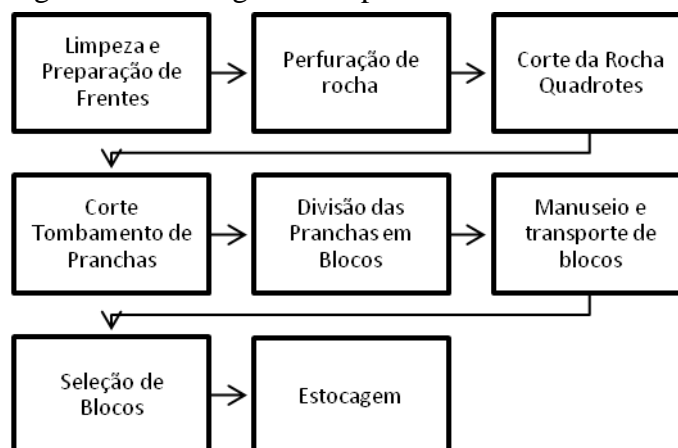 Limpeza e
Preparação de
Frentes
Perfuração de
rocha
Corte da Rocha
Quadrotes
Corte
Tombamento de
Pranchas
Divisão das
Pranchas em
Blocos
Manuseio e
transporte de
blocos
Seleção de
Blocos
Estocagem